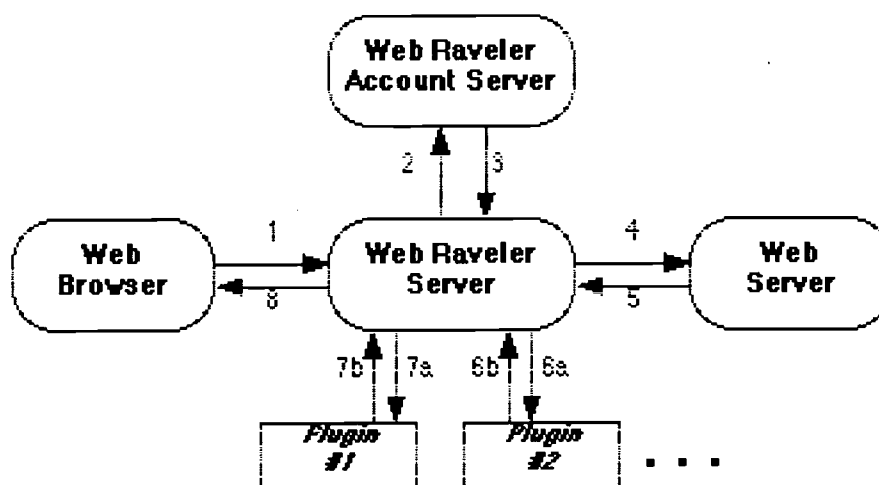 Web Raveler
Account Server
2
3
1
4
Web
Browser
Web Raveler
Server
Web
Server
8
5
7b
7a
6b
6a
Plugin
#1
Plugin
#2